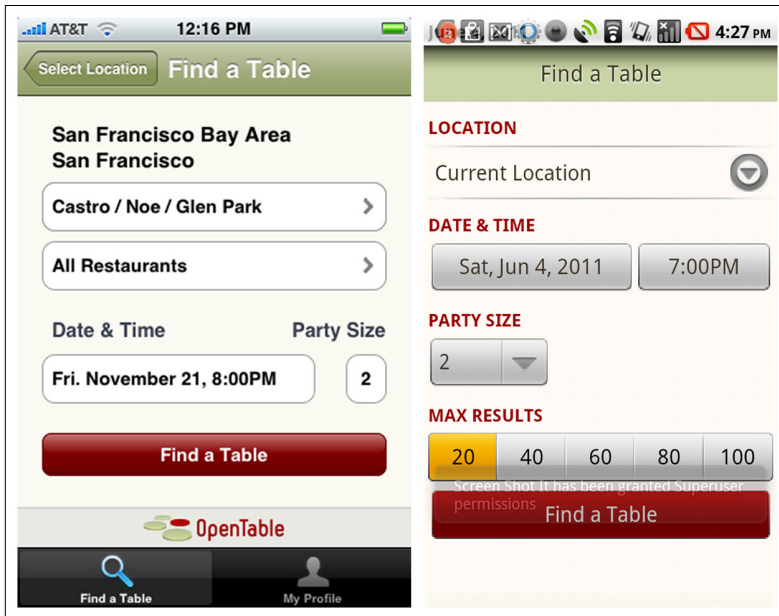 AT&T 12:16 PM
Select Location Find a Table
San Francisco Bay Area
San Francisco
Castro / Noe / Glen Park
All Restaurants
Date & Time Party Size
Fri. November 21, 8:00PM 2
Find a Table
OpenTable
Find a Table My Profile
4:27 PM
Find a Table
LOCATION
Current Location
DATE & TIME
Sat, Jun 4, 2011 7:00PM
PARTY SIZE
2
MAX RESULTS
20 40 60 80 100
Screen Shot It has been granted Superuser
permissions
Find a Table